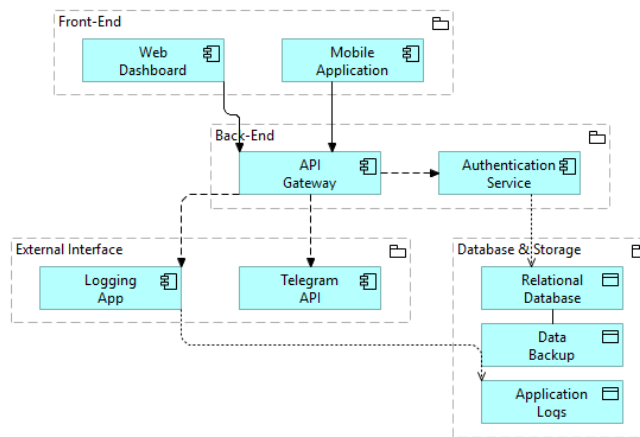 Front-End
Web
Dashboard
Mobile
Application
Back-End
API
Gateway
Authentication
Service
External Interface
Logging
App
Telegram
API
Database & Storage
Relational
Database
Data
Backup
Application
Logs